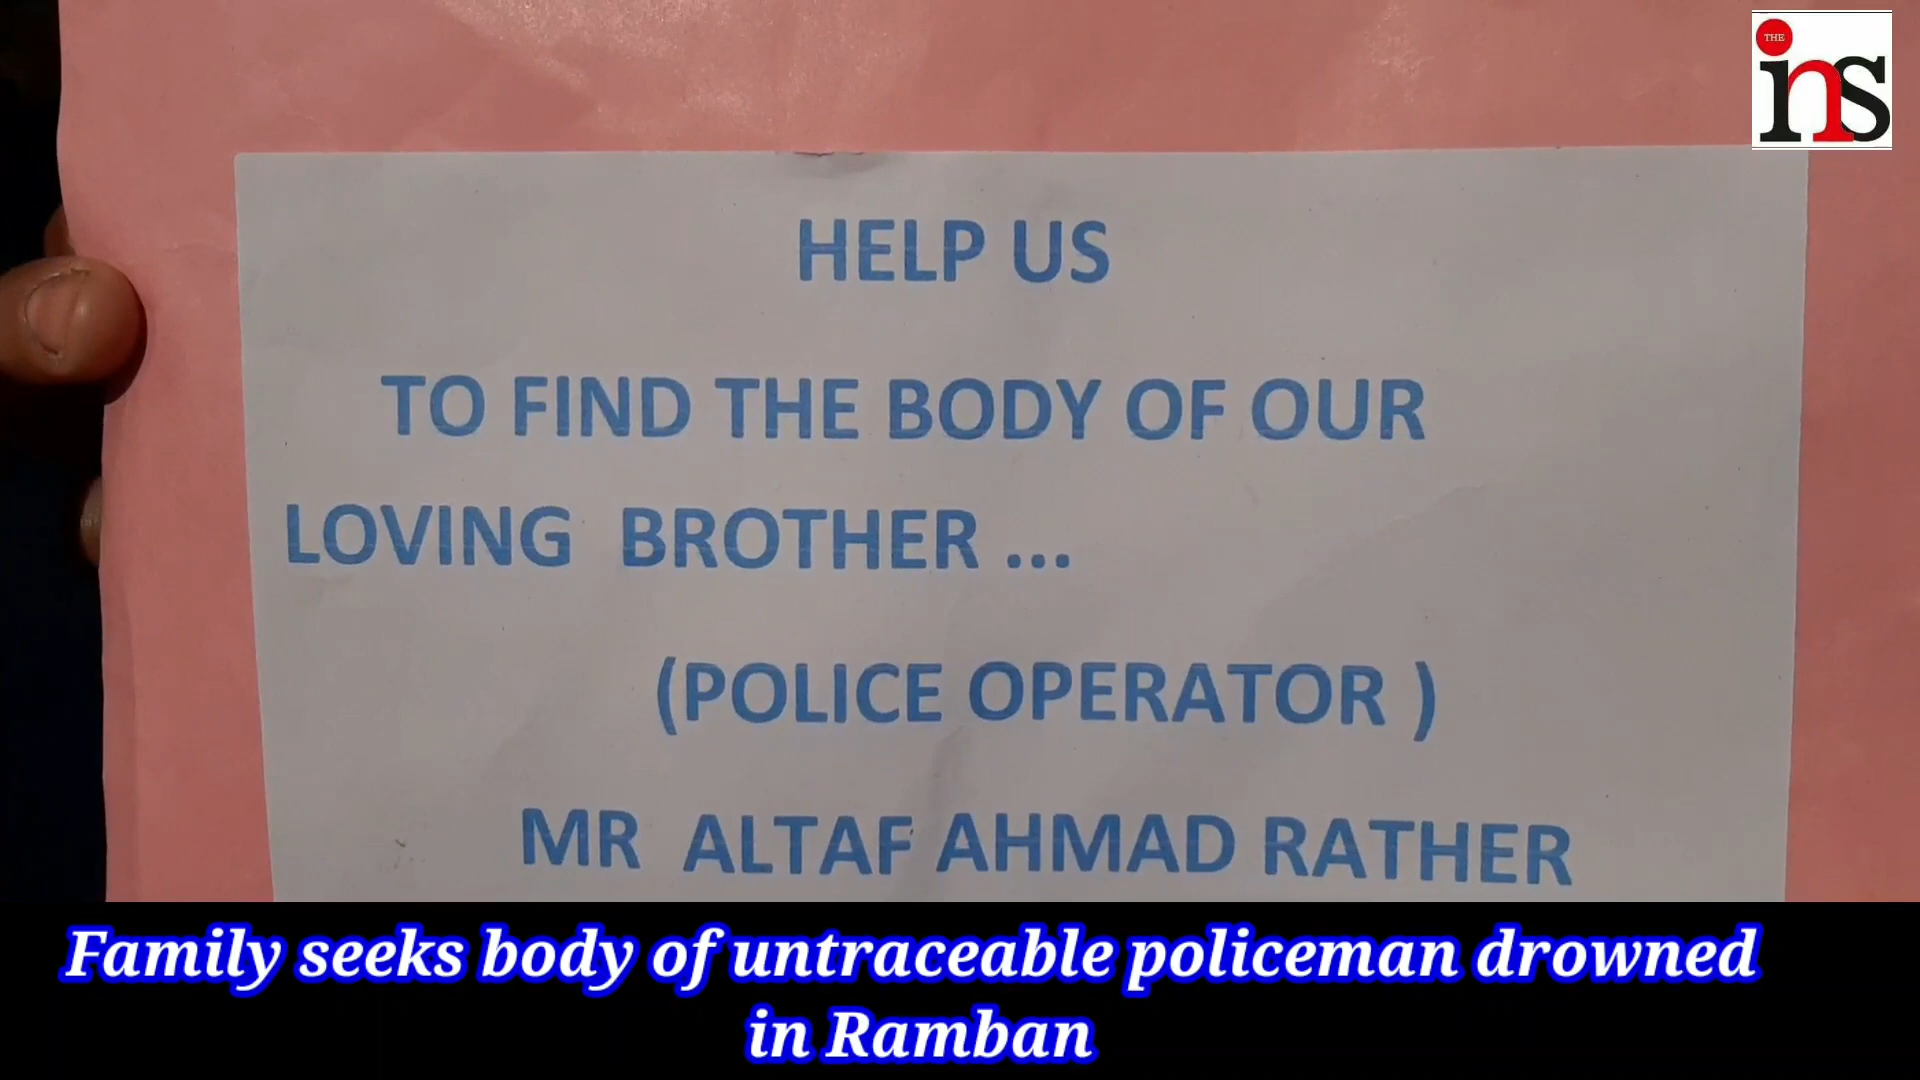 THE
ins
HELP US
TO FIND THE BODY OF OUR
LOVING BROTHER ...
(POLICE OPERATOR )
MR ALTAF AHMAD RATHER
Family seeks body of untraceable policeman drowned
in Ramban